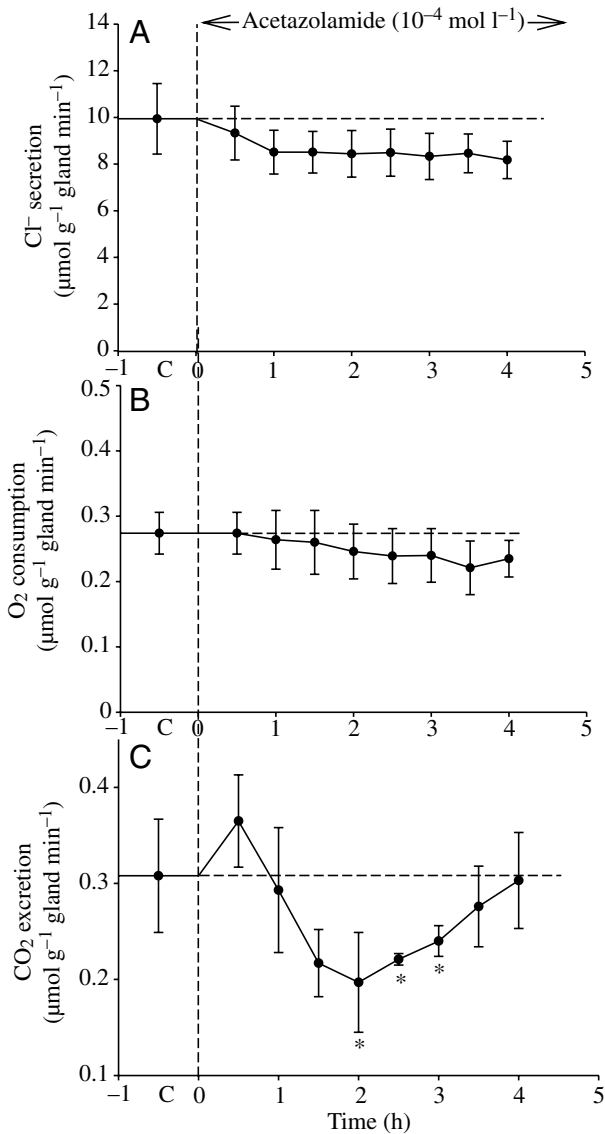 A
Acetazolamide (10⁻⁴ mol l⁻¹)
Cl⁻ secretion
(µmol g⁻¹ gland min⁻¹)
14
12
10
8
6
4
2
0
−1 C 0 1 2 3 4 5
B
O₂ consumption
(µmol g⁻¹ gland min⁻¹)
0.5
0.4
0.3
0.2
0.1
0
−1 C 0 1 2 3 4 5
C
CO₂ excretion
(µmol g⁻¹ gland min⁻¹)
0.4
0.3
0.2
0.1
*
*
*
−1 C 0 1 2 3 4 5
Time (h)